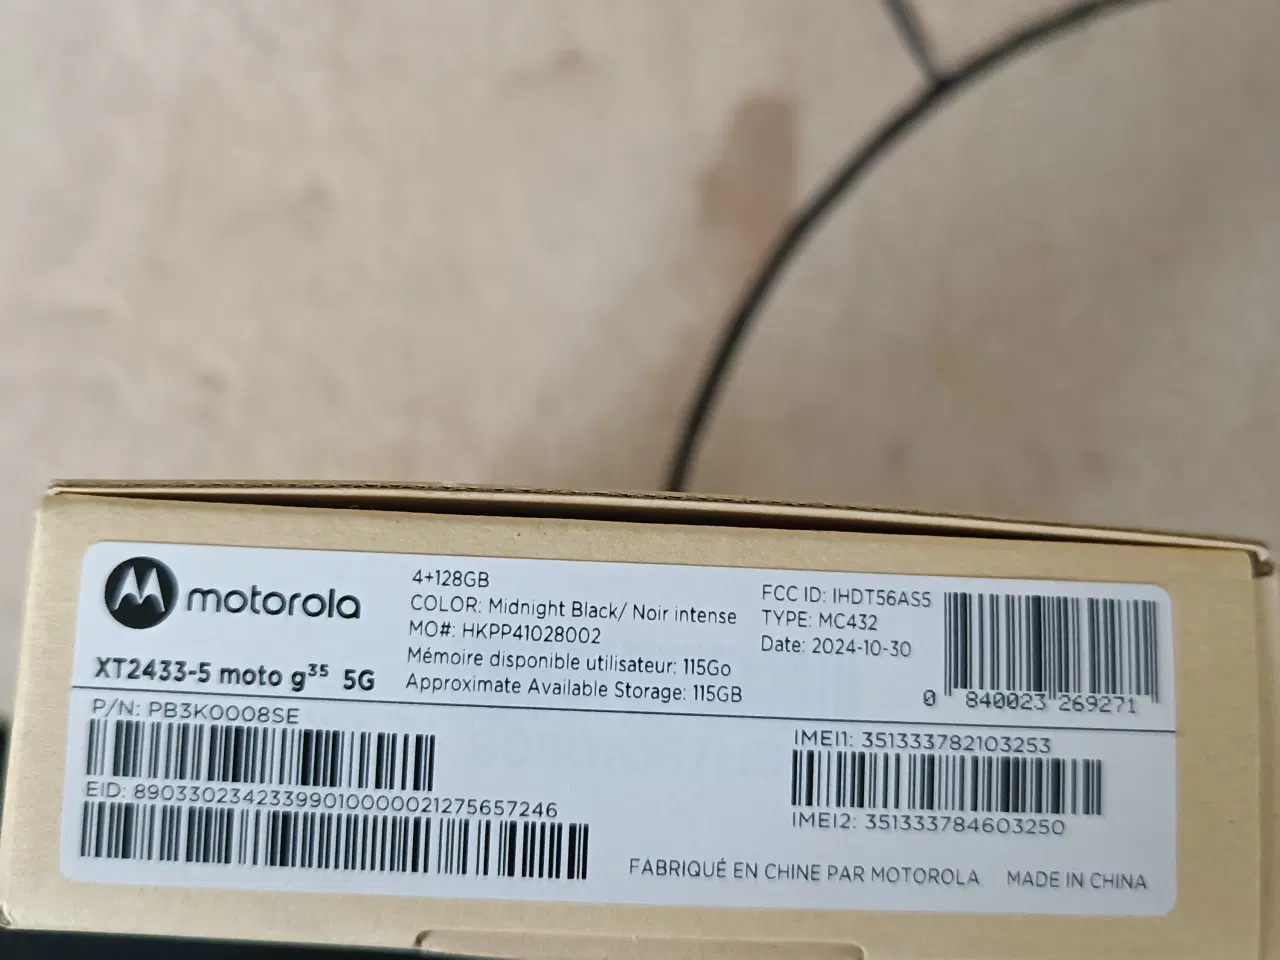 motorola
XT2433-5 moto g35 5G
4+128GB
COLOR: Midnight Black/ Noir intense
MO#: HKPP41028002
Mémoire disponible utilisateur: 115Go
Approximate Available Storage: 115GB
FCC ID: IHDT56AS5
TYPE: MC432
Date: 2024-10-30
0 840023 269271
P/N: PB3K0008SE
EID: 89033023423399010000021275657246
IMEI1: 351333782103253
IMEI2: 351333784603250
FABRIQUÉ EN CHINE PAR MOTOROLA MADE IN CHINA